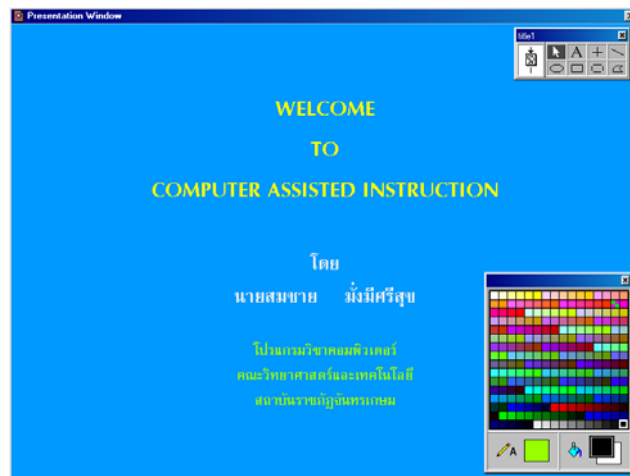 Presentation Window
title1
A
WELCOME
TO
COMPUTER ASSISTED INSTRUCTION
โดย
นายสมชาย มั่งมีศรีสุข
โปรแกรมวิชาคอมพิวเตอร์
คณะวิทยาศาสตร์และเทคโนโลยี
สถาบันราชภัฏจันทรเกษม
A